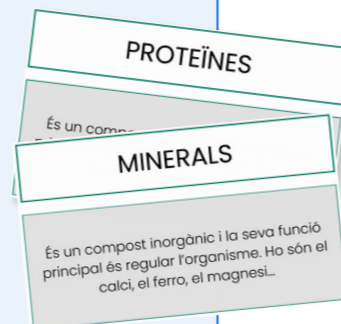 PROTEÏNES
És un
MINERALS
És un compost inorgànic i la seva funció
principal és regular l'organisme. Ho són el
calci, el ferro, el magnesi...